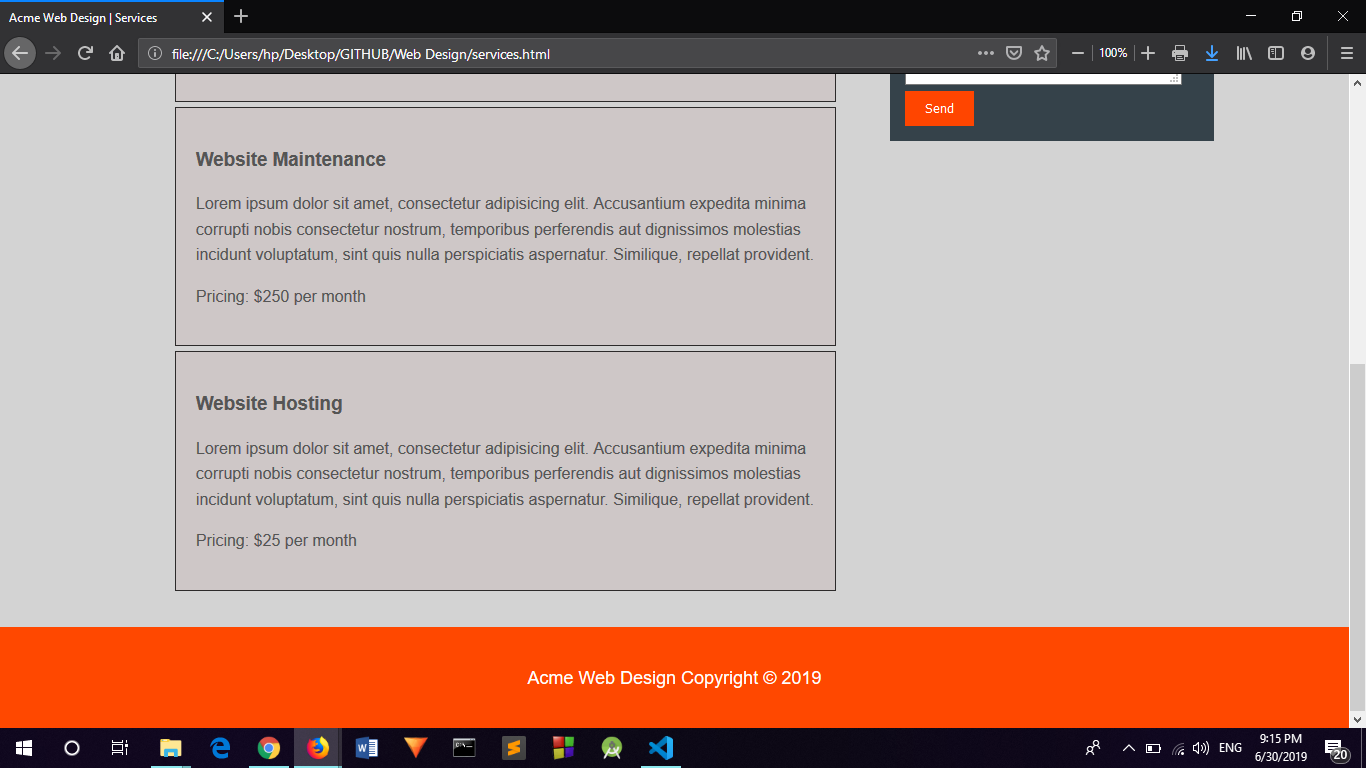 Acme Web Design | Services
file:///C:/Users/hp/Desktop/GITHUB/Web Design/services.html
100%
Send
Website Maintenance
Lorem ipsum dolor sit amet, consectetur adipisicing elit. Accusantium expedita minima
corrupti nobis consectetur nostrum, temporibus perferendis aut dignissimos molestias
incidunt voluptatum, sint quis nulla perspiciatis aspernatur. Similique, repellat provident.
Pricing: $250 per month
Website Hosting
Lorem ipsum dolor sit amet, consectetur adipisicing elit. Accusantium expedita minima
corrupti nobis consectetur nostrum, temporibus perferendis aut dignissimos molestias
incidunt voluptatum, sint quis nulla perspiciatis aspernatur. Similique, repellat provident.
Pricing: $25 per month
Acme Web Design Copyright © 2019
ENG
9:15 PM
6/30/2019
20